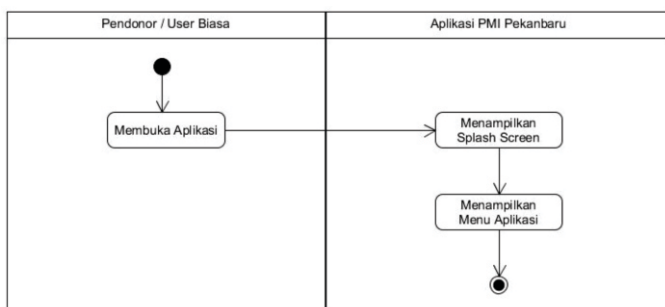 Pendonor / User Biasa
Aplikasi PMI Pekanbaru
Membuka Aplikasi
Menampilkan
Splash Screen
Menampilkan
Menu Aplikasi